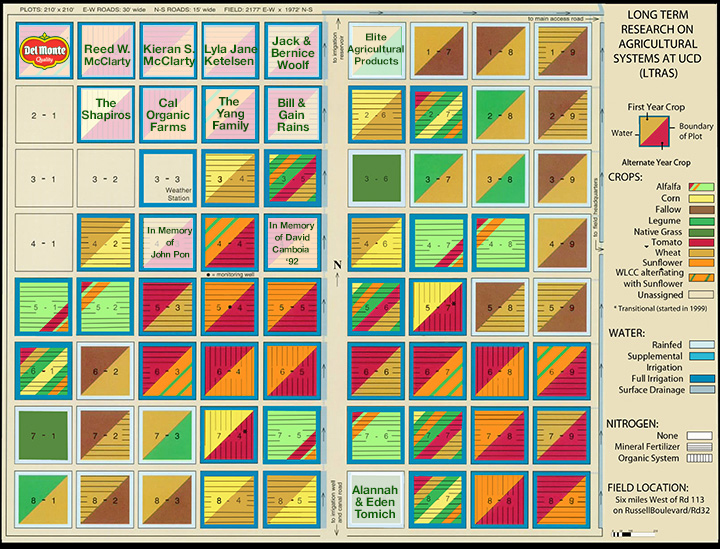 PLOTS: 210' x 210' E-W ROADS: 30' wide N-S ROADS: 15' wide FIELD: 2177' E-W x 1972' N-S
to main access road
Del Monte
Quality
Reed W.
McClarty
Kieran S.
McClarty
Lyla Jane
Ketelsen
Jack &
Bernice
Woolf
to irrigation
reservoir
Elite
Agricultural
Products
1 - 7
1 - 8
1 - 9
2 - 1
The
Shapiros
Cal
Organic
Farms
The
Yang
Family
Bill &
Gain
Rains
2 - 6
2 - 7
2 - 8
2 - 9
3 - 1
3 - 2
3 - 3
Weather
Station
3 - 4
3 - 5
3 - 6
3 - 7
3 - 8
3 - 9
to field headquarters
4 - 1
4 - 2
In Memory
of
John Pon
4 - 4
In Memory
of David
Camboia
'92
4 - 6
4 - 7
4 - 8
4 - 9
● = monitoring well
N
5 - 1
5 - 2
5 - 3
5 - 4
5 - 5
5 - 6
5 - 7
5 - 8
5 - 9
6 - 1
6 - 2
6 - 3
6 - 4
6 - 5
6 - 6
6 - 7
6 - 8
6 - 9
7 - 1
7 - 2
7 - 3
7 - 4
7 - 5
7 - 6
7 - 7
7 - 8
7 - 9
8 - 1
8 - 2
8 - 3
8 - 4
8 - 5
to irrigation well
and canal road
Alannah
& Eden
Tomich
8 - 7
8 - 8
8 - 9
LONG TERM
RESEARCH ON
AGRICULTURAL
SYSTEMS AT UCD
(LTRAS)
First Year Crop
Water
Boundary
of Plot
Alternate Year Crop
CROPS:
Alfalfa
Corn
Fallow
Legume
Native Grass
Tomato
Wheat
Sunflower
WLCC alternating
with Sunflower
Unassigned
* Transitional (started in 1999)
WATER:
Rainfed
Supplemental
Irrigation
Full Irrigation
Surface Drainage
NITROGEN:
None
Mineral Fertilizer
Organic System
FIELD LOCATION:
Six miles West of Rd 113
on RussellBoulevard/Rd32